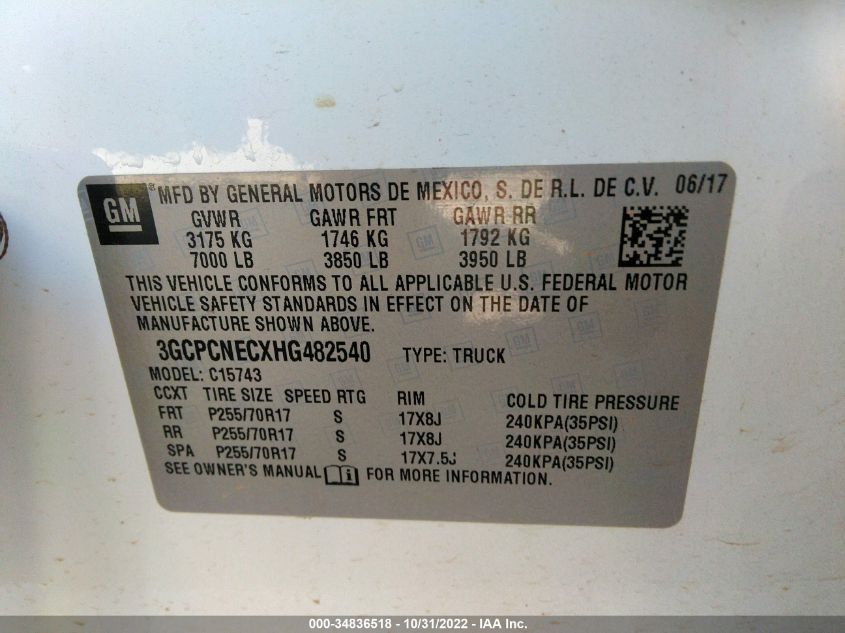 GM ® MFD BY GENERAL MOTORS DE MEXICO, S. DE R.L. DE C.V. 06/17
GVWR GAWR FRT GAWR RR
3175 KG 1746 KG 1792 KG
7000 LB 3850 LB 3950 LB
THIS VEHICLE CONFORMS TO ALL APPLICABLE U.S. FEDERAL MOTOR
VEHICLE SAFETY STANDARDS IN EFFECT ON THE DATE OF
MANUFACTURE SHOWN ABOVE.
3GCPCNECXHG482540 TYPE: TRUCK
MODEL: C15743
CCXT TIRE SIZE SPEED RTG RIM COLD TIRE PRESSURE
FRT P255/70R17 S 17X8J 240KPA(35PSI)
RR P255/70R17 S 17X8J 240KPA(35PSI)
SPA P255/70R17 S 17X7.5J 240KPA(35PSI)
SEE OWNER'S MANUAL FOR MORE INFORMATION.
000-34836518 - 10/31/2022 - IAA Inc.